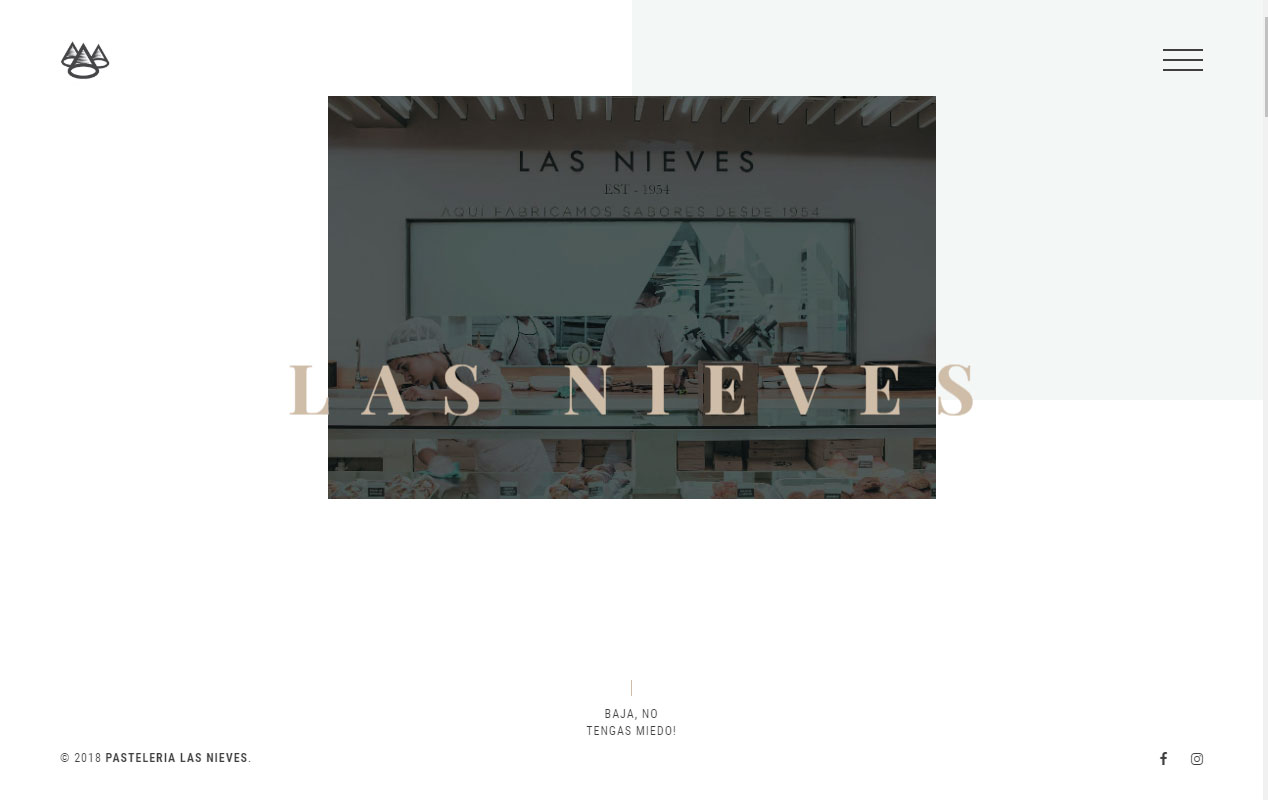 LAS NIEVES
EST - 1954
AQUÍ FABRICAMOS SABORES DESDE 1954
LAS NIEVES
BAJA, NO
TENGAS MIEDO!
© 2018 PASTELERIA LAS NIEVES.